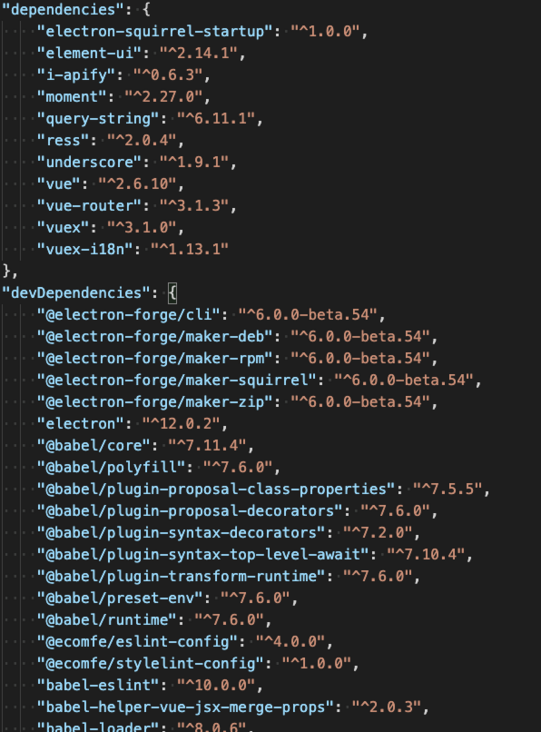 "dependencies": {
"electron-squirrel-startup": "^1.0.0",
"element-ui": "^2.14.1",
"i-apify": "^0.6.3",
"moment": "^2.27.0",
"query-string": "^6.11.1",
"ress": "^2.0.4",
"underscore": "^1.9.1",
"vue": "^2.6.10",
"vue-router": "^3.1.3",
"vuex": "^3.1.0",
"vuex-i18n": "^1.13.1"
},
"devDependencies": {
"@electron-forge/cli": "^6.0.0-beta.54",
"@electron-forge/maker-deb": "^6.0.0-beta.54",
"@electron-forge/maker-rpm": "^6.0.0-beta.54",
"@electron-forge/maker-squirrel": "^6.0.0-beta.54",
"@electron-forge/maker-zip": "^6.0.0-beta.54",
"electron": "^12.0.2",
"@babel/core": "^7.11.4",
"@babel/polyfill": "^7.6.0",
"@babel/plugin-proposal-class-properties": "^7.5.5",
"@babel/plugin-proposal-decorators": "^7.6.0",
"@babel/plugin-syntax-decorators": "^7.2.0",
"@babel/plugin-syntax-top-level-await": "^7.10.4",
"@babel/plugin-transform-runtime": "^7.6.0",
"@babel/preset-env": "^7.6.0",
"@babel/runtime": "^7.6.0",
"@ecomfe/eslint-config": "^4.0.0",
"@ecomfe/stylelint-config": "^1.0.0",
"babel-eslint": "^10.0.0",
"babel-helper-vue-jsx-merge-props": "^2.0.3",
"babel-loader": "^8.0.6",